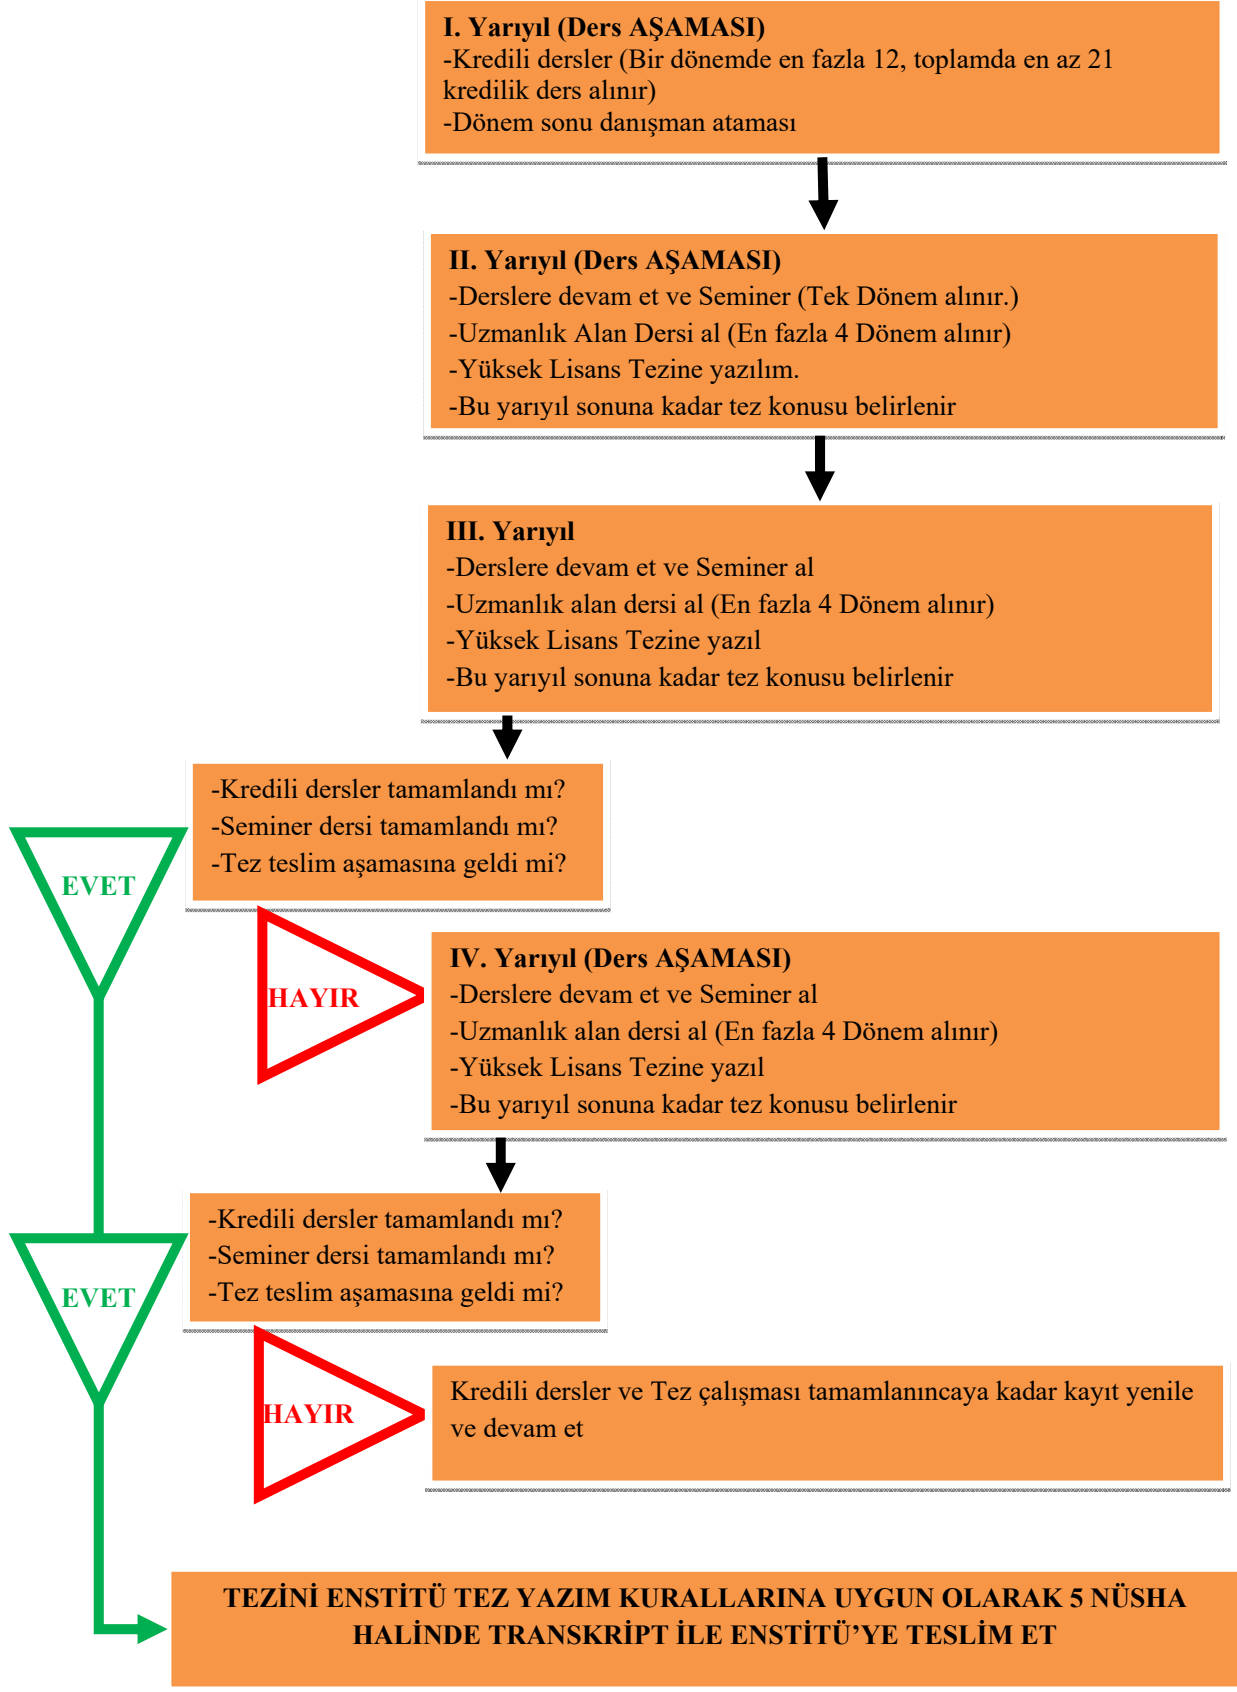 I. Yarıyıl (Ders AŞAMASI)
-Kredili dersler (Bir dönemde en fazla 12, toplamda en az 21
kredilik ders alınır)
-Dönem sonu danışman ataması
II. Yarıyıl (Ders AŞAMASI)
-Derslere devam et ve Seminer (Tek Dönem alınır.)
-Uzmanlık Alan Dersi al (En fazla 4 Dönem alınır)
-Yüksek Lisans Tezine yazılım.
-Bu yarıyıl sonuna kadar tez konusu belirlenir
III. Yarıyıl
-Derslere devam et ve Seminer al
-Uzmanlık alan dersi al (En fazla 4 Dönem alınır)
-Yüksek Lisans Tezine yazıl
-Bu yarıyıl sonuna kadar tez konusu belirlenir
-Kredili dersler tamamlandı mı?
-Seminer dersi tamamlandı mı?
-Tez teslim aşamasına geldi mi?
EVET
HAYIR
IV. Yarıyıl (Ders AŞAMASI)
-Derslere devam et ve Seminer al
-Uzmanlık alan dersi al (En fazla 4 Dönem alınır)
-Yüksek Lisans Tezine yazıl
-Bu yarıyıl sonuna kadar tez konusu belirlenir
-Kredili dersler tamamlandı mı?
-Seminer dersi tamamlandı mı?
-Tez teslim aşamasına geldi mi?
EVET
HAYIR
Kredili dersler ve Tez çalışması tamamlanıncaya kadar kayıt yenile
ve devam et
TEZİNİ ENSTİTÜ TEZ YAZIM KURALLARINA UYGUN OLARAK 5 NÜSHA
HALİNDE TRANSKRİPT İLE ENSTİTÜ’YE TESLİM ET